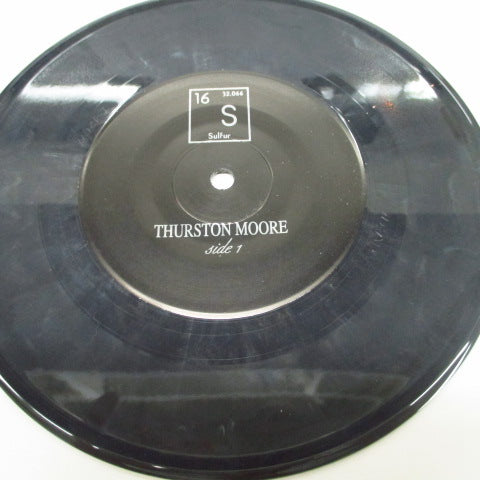 16 32.066
S
Sulfur
THURSTON MOORE
side 1